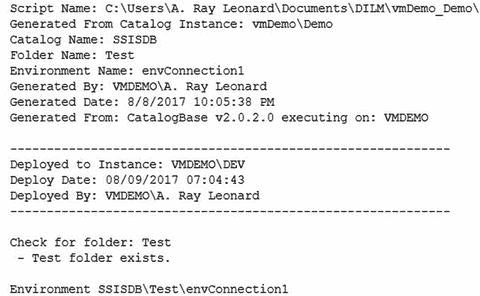 Script Name: C:\Users\A. Ray Leonard\Documents\DILM\vmDemo_Demo\
Generated From Catalog Instance: vmDemo\Demo
Catalog Name: SSISDB
Folder Name: Test
Environment Name: envConnection1
Generated By: VMDEMO\A. Ray Leonard
Generated Date: 8/8/2017 10:05:38 PM
Generated From: CatalogBase v2.0.2.0 executing on: VMDEMO
------------------------------------------------------------
Deployed to Instance: VMDEMO\DEV
Deploy Date: 08/09/2017 07:04:43
Deployed By: VMDEMO\A. Ray Leonard
------------------------------------------------------------
Check for folder: Test
- Test folder exists.
Environment SSISDB\Test\envConnection1